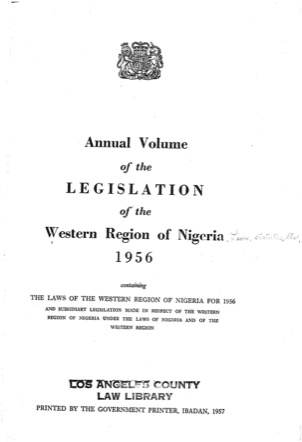 Annual Volume
of the
LEGISLATION
of the
Western Region of Nigeria Laws, statutes, etc.
1956
containing
THE LAWS OF THE WESTERN REGION OF NIGERIA FOR 1956
AND SUBSIDIARY LEGISLATION MADE IN RESPECT OF THE WESTERN
REGION OF NIGERIA UNDER THE LAWS OF NIGERIA AND OF THE
WESTERN REGION
LOS ANGELES COUNTY
LAW LIBRARY
PRINTED BY THE GOVERNMENT PRINTER, IBADAN, 1957